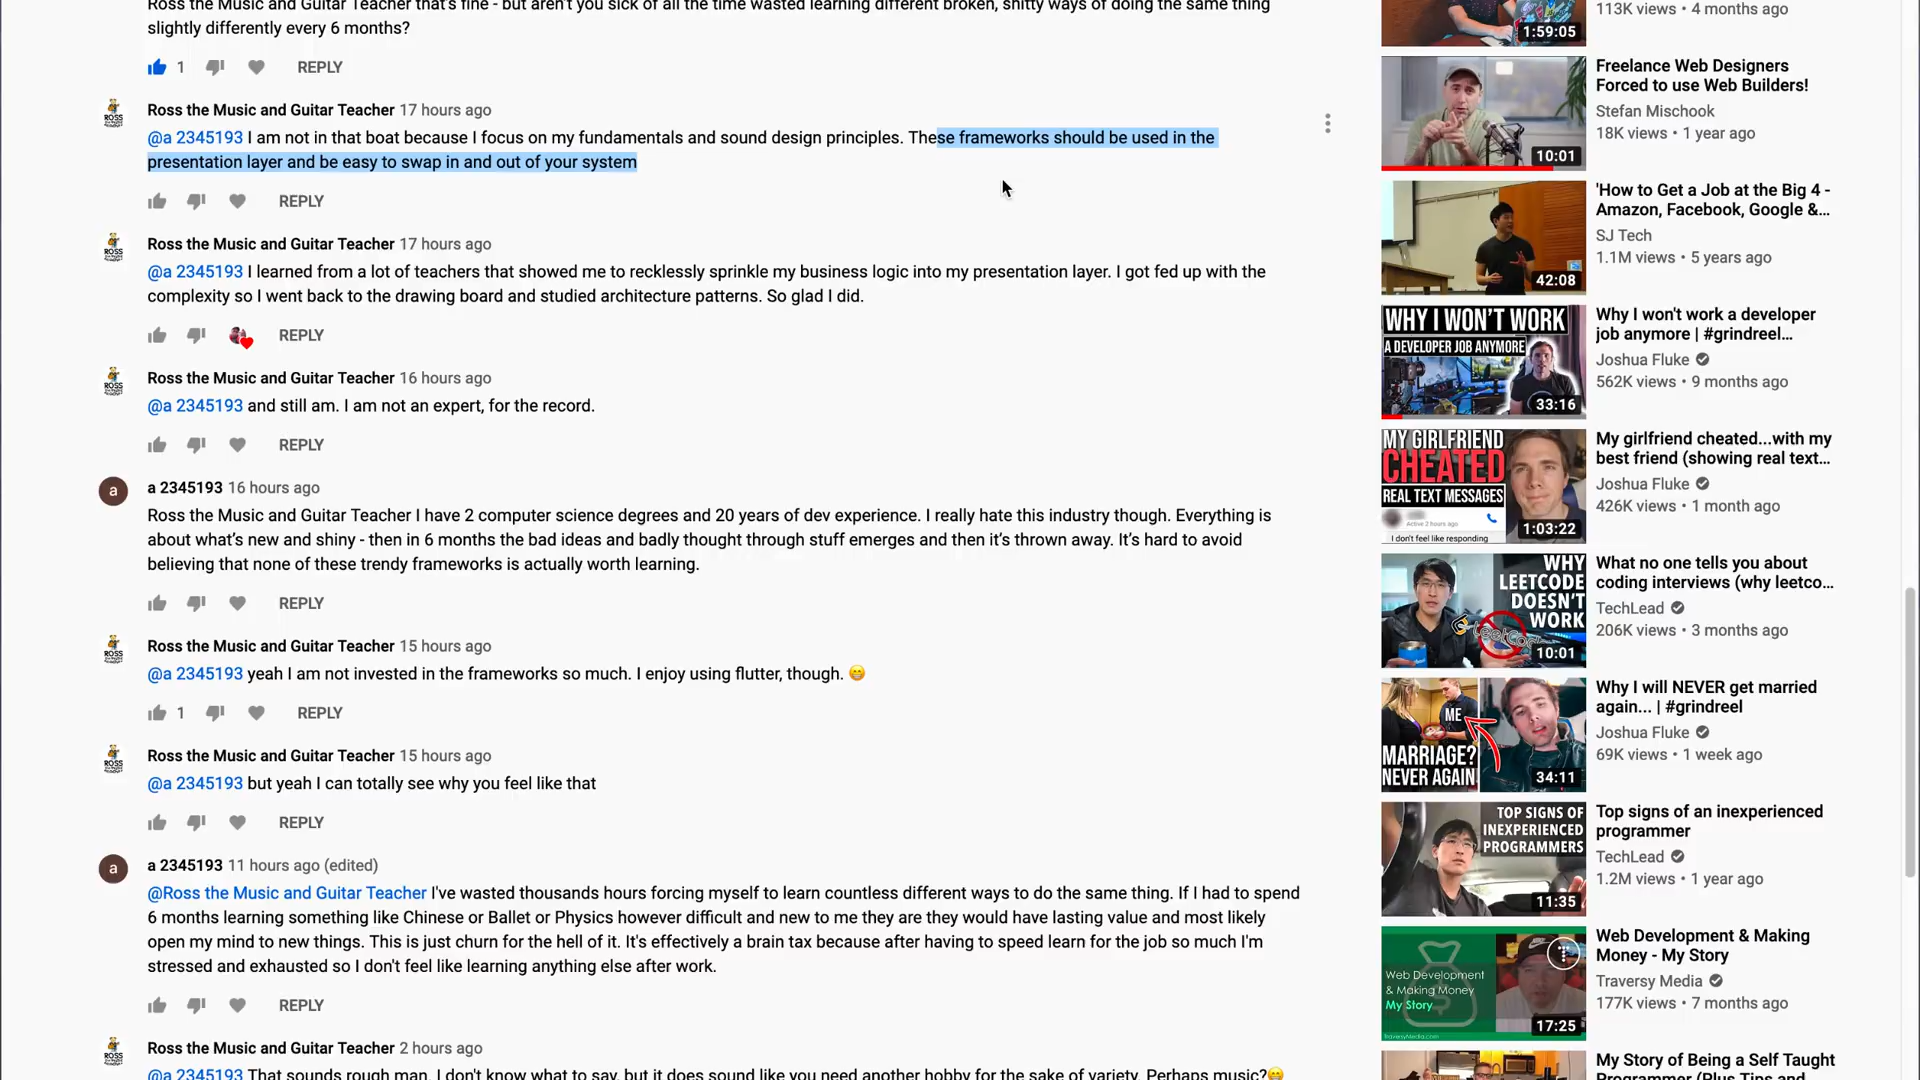 Ross the Music and Guitar Teacher that's fine - but aren't you sick of all the time wasted learning different broken, shitty ways of doing the same thing
slightly differently every 6 months?
1 REPLY
Ross the Music and Guitar Teacher 17 hours ago
@a 2345193 I am not in that boat because I focus on my fundamentals and sound design principles. These frameworks should be used in the
presentation layer and be easy to swap in and out of your system
REPLY
Ross the Music and Guitar Teacher 17 hours ago
@a 2345193 I learned from a lot of teachers that showed me to recklessly sprinkle my business logic into my presentation layer. I got fed up with the
complexity so I went back to the drawing board and studied architecture patterns. So glad I did.
REPLY
Ross the Music and Guitar Teacher 16 hours ago
@a 2345193 and still am. I am not an expert, for the record.
REPLY
a
a 2345193 16 hours ago
Ross the Music and Guitar Teacher I have 2 computer science degrees and 20 years of dev experience. I really hate this industry though. Everything is
about what's new and shiny - then in 6 months the bad ideas and badly thought through stuff emerges and then it's thrown away. It's hard to avoid
believing that none of these trendy frameworks is actually worth learning.
REPLY
Ross the Music and Guitar Teacher 15 hours ago
@a 2345193 yeah I am not invested in the frameworks so much. I enjoy using flutter, though. 😁
1 REPLY
Ross the Music and Guitar Teacher 15 hours ago
@a 2345193 but yeah I can totally see why you feel like that
REPLY
a
a 2345193 11 hours ago (edited)
@Ross the Music and Guitar Teacher I've wasted thousands hours forcing myself to learn countless different ways to do the same thing. If I had to spend
6 months learning something like Chinese or Ballet or Physics however difficult and new to me they are they would have lasting value and most likely
open my mind to new things. This is just churn for the hell of it. It's effectively a brain tax because after having to speed learn for the job so much I'm
stressed and exhausted so I don't feel like learning anything else after work.
REPLY
Ross the Music and Guitar Teacher 2 hours ago
@a 2345193 That sounds rough man. I don't know what to say, but it does sound like you need another hobby for the sake of variety. Perhaps music?😁
113K views • 4 months ago
1:59:05
Freelance Web Designers
Forced to use Web Builders!
Stefan Mischook
18K views • 1 year ago
10:01
'How to Get a Job at the Big 4 -
Amazon, Facebook, Google &...
SJ Tech
1.1M views • 5 years ago
42:08
WHY I WON'T WORK
A DEVELOPER JOB ANYMORE
33:16
Why I won't work a developer
job anymore | #grindreel...
Joshua Fluke
562K views • 9 months ago
MY GIRLFRIEND
CHEATED
REAL TEXT MESSAGES
Active 2 hours ago
I don't feel like responding
1:03:22
My girlfriend cheated...with my
best friend (showing real text...
Joshua Fluke
426K views • 1 month ago
WHY
LEETCODE
DOESN'T
WORK
LeetCode
10:01
What no one tells you about
coding interviews (why leetco...
TechLead
206K views • 3 months ago
ME
MARRIAGE?
NEVER AGAIN
34:11
Why I will NEVER get married
again... | #grindreel
Joshua Fluke
69K views • 1 week ago
TOP SIGNS OF
INEXPERIENCED
PROGRAMMERS
11:35
Top signs of an inexperienced
programmer
TechLead
1.2M views • 1 year ago
Web Development
& Making Money
My Story
17:25
Web Development & Making
Money - My Story
Traversy Media
177K views • 7 months ago
My Story of Being a Self Taught
Programmer (Plus Tips and